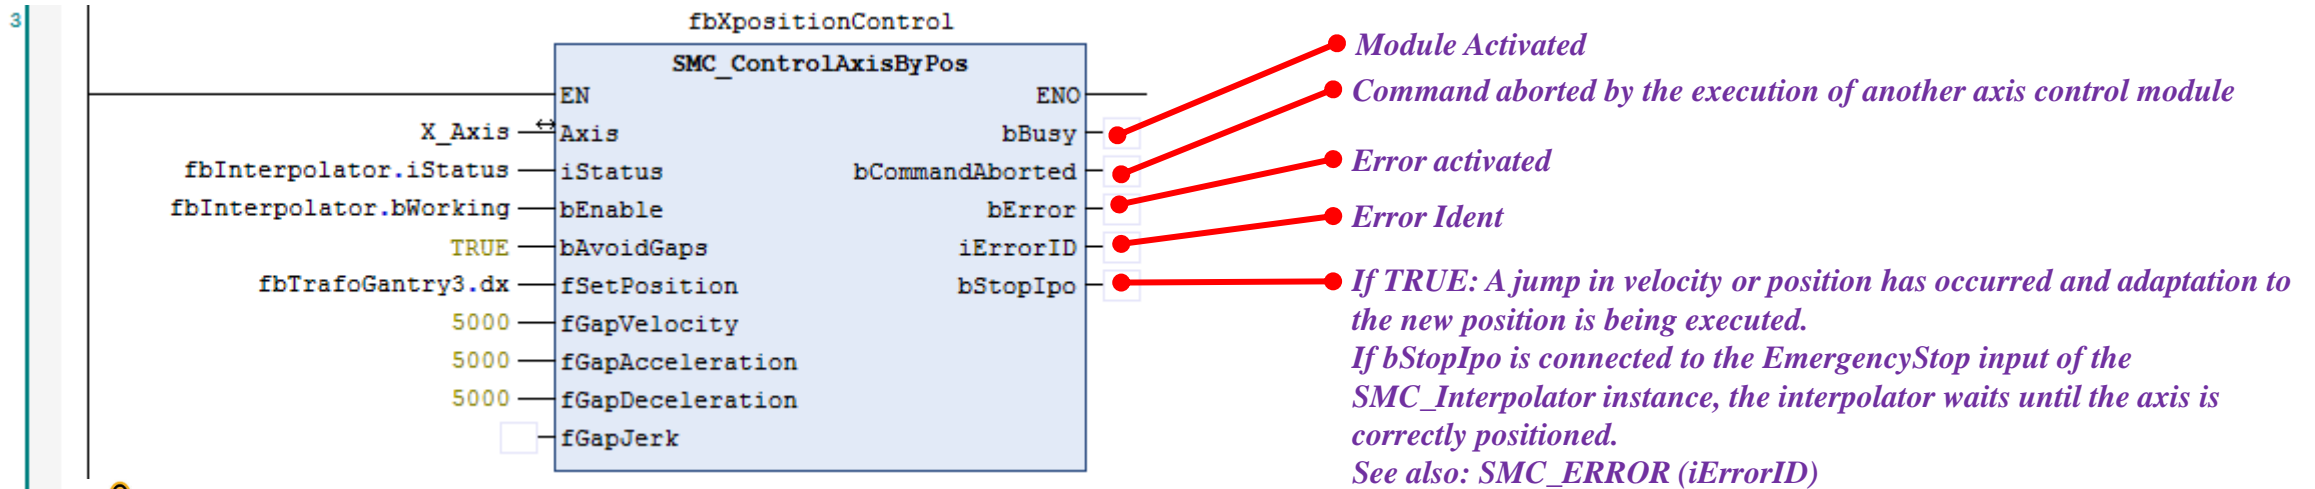 3
fbXpositionControl
SMC_ControlAxisByPos
EN
ENO
X_Axis
Axis
bBusy
fbInterpolator.iStatus
iStatus
bCommandAborted
fbInterpolator.bWorking
bEnable
bError
TRUE
bAvoidGaps
iErrorID
fbTrafoGantry3.dx
fSetPosition
bStopIpo
5000
fGapVelocity
5000
fGapAcceleration
5000
fGapDeceleration
fGapJerk
Module Activated
Command aborted by the execution of another axis control module
Error activated
Error Ident
If TRUE: A jump in velocity or position has occurred and adaptation to
the new position is being executed.
If bStopIpo is connected to the EmergencyStop input of the
SMC_Interpolator instance, the interpolator waits until the axis is
correctly positioned.
See also: SMC_ERROR (iErrorID)